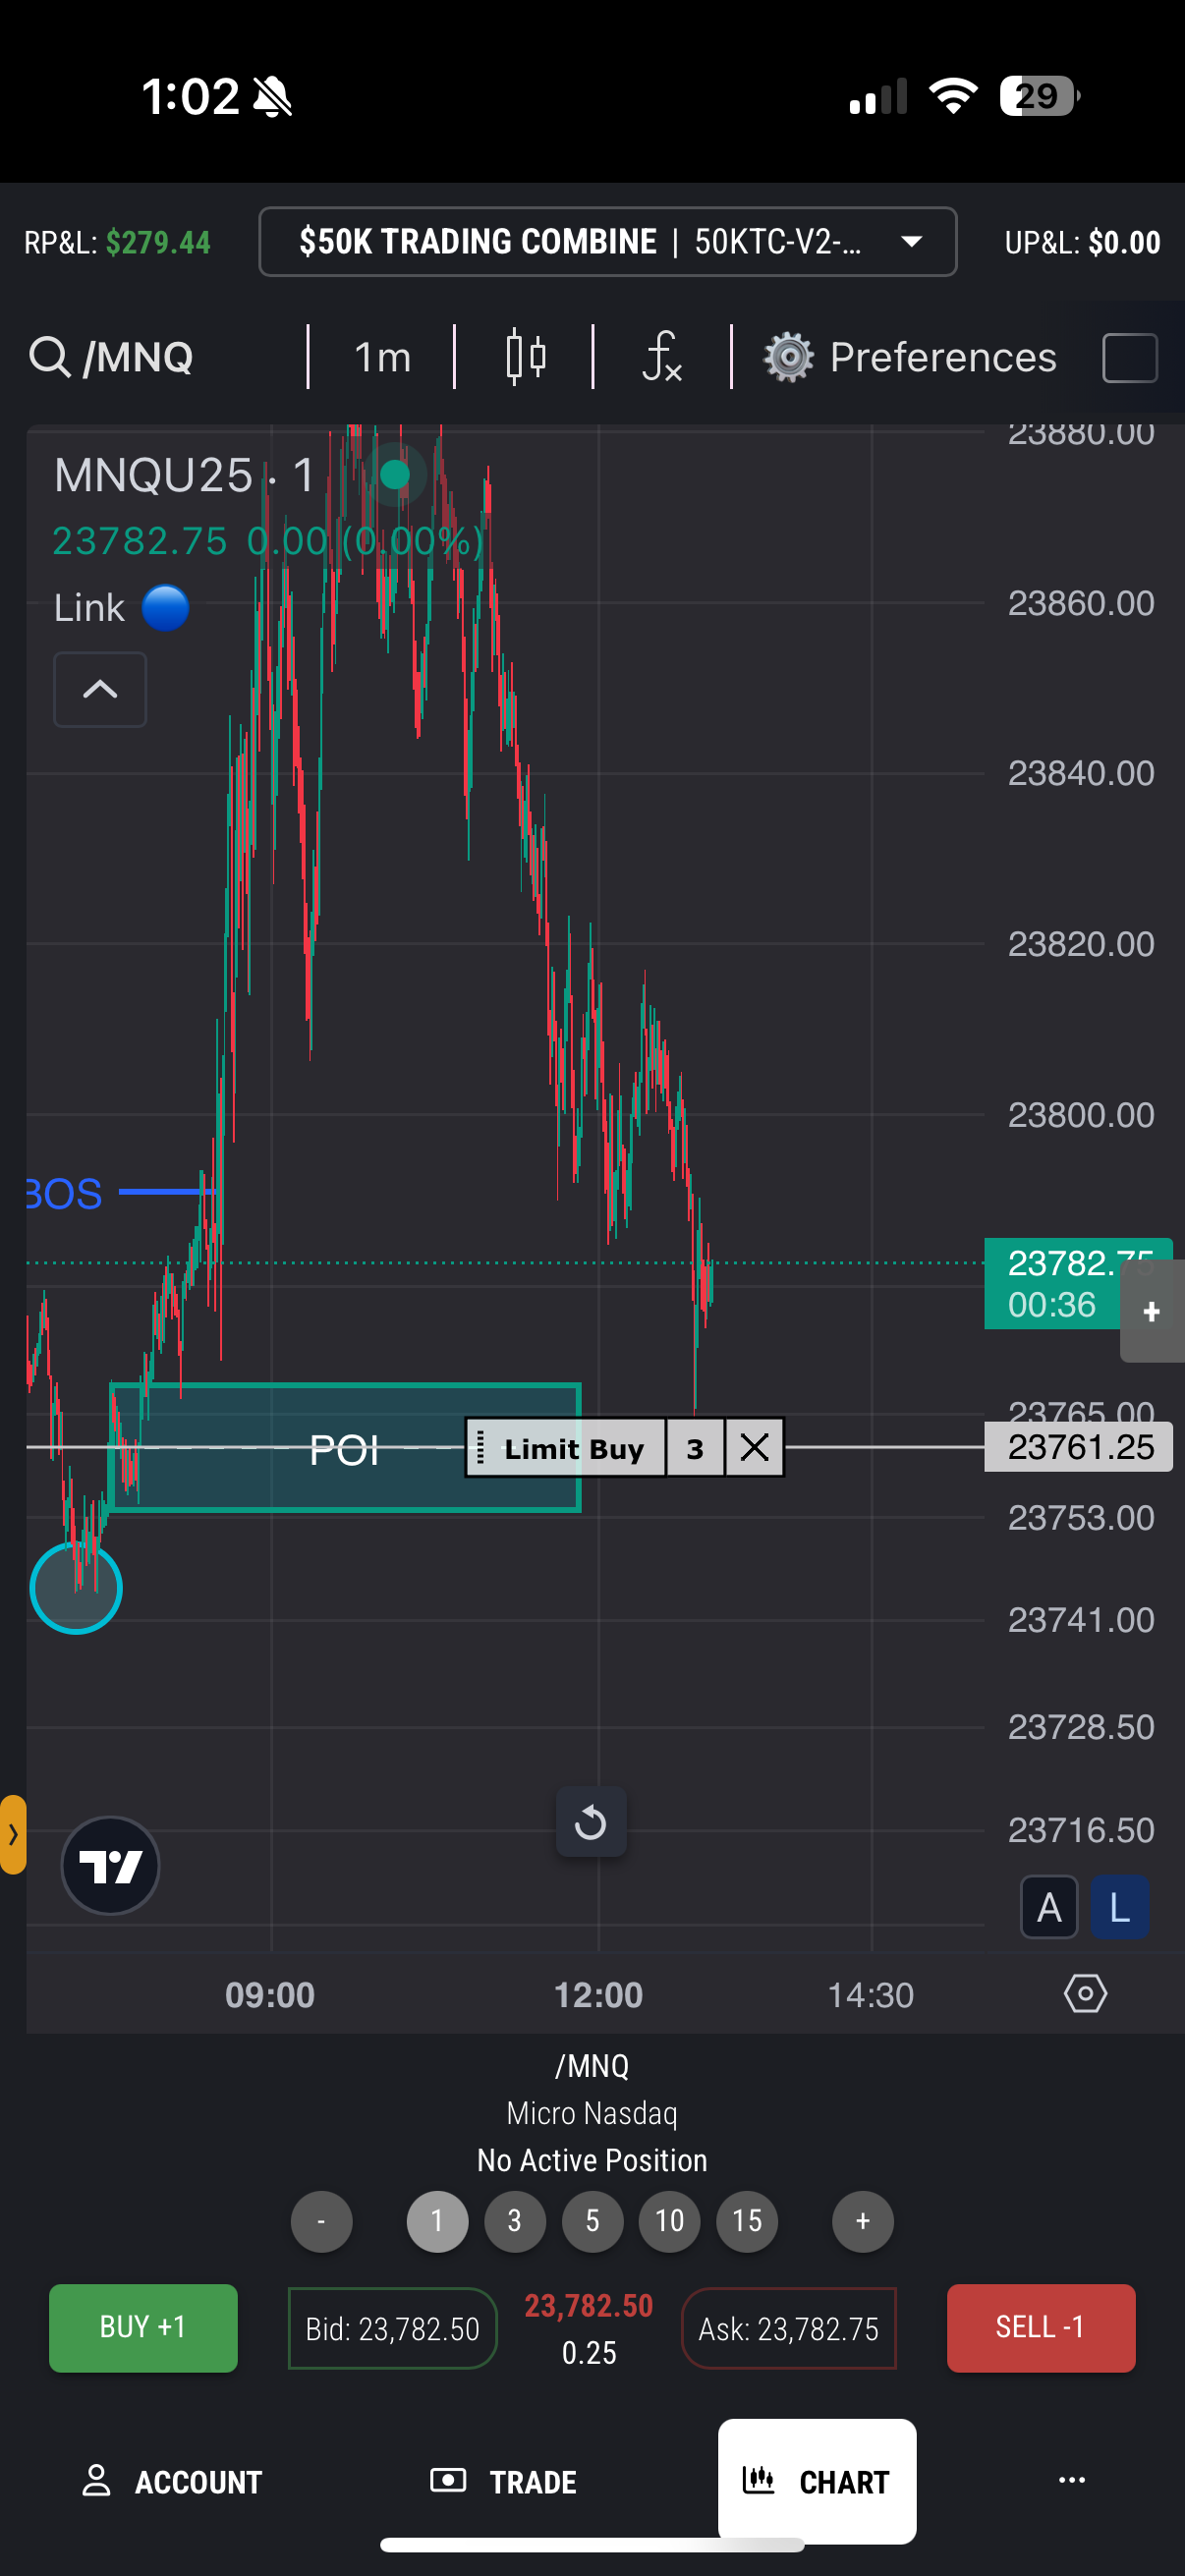 1:02
29
RP&L: $279.44
$50K TRADING COMBINE | 50KTC-V2-...
UP&L: $0.00
/MNQ
1m
Preferences
23880.00
MNQU25 · 1
23782.75 0.00 (0.00%)
Link
23860.00
23840.00
23820.00
23800.00
BOS
23782.75
00:36
+
23765.00
POI
Limit Buy 3
23761.25
23753.00
23741.00
23728.50
23716.50
A L
09:00 12:00 14:30
/MNQ
Micro Nasdaq
No Active Position
- 1 3 5 10 15 +
BUY +1
Bid: 23,782.50
23,782.50
0.25
Ask: 23,782.75
SELL -1
ACCOUNT
TRADE
CHART
...